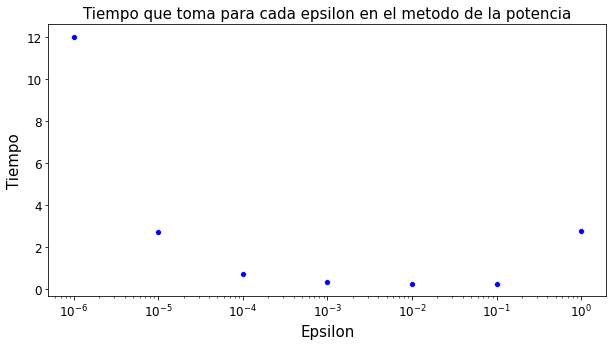 Tiempo que toma para cada epsilon en el metodo de la potencia
Tiempo
12
10
8
6
4
2
0
10⁻⁶ 10⁻⁵ 10⁻⁴ 10⁻³ 10⁻² 10⁻¹ 10⁰
Epsilon